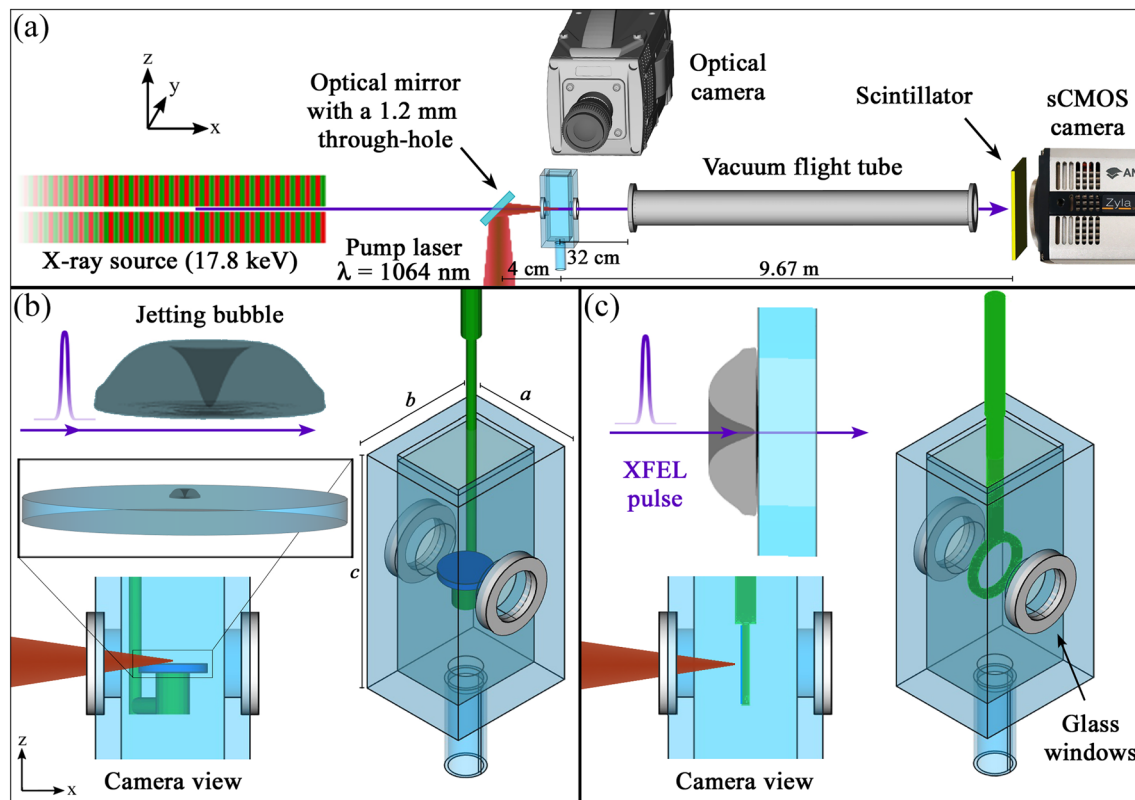 (a)
z
y
x
Optical mirror
with a 1.2 mm
through-hole
Optical
camera
Scintillator
sCMOS
camera
Vacuum flight tube
Zyla
X-ray source (17.8 keV)
Pump laser
λ = 1064 nm
4 cm
32 cm
9.67 m
(b)
Jetting bubble
b
a
c
Camera view
z
x
(c)
XFEL
pulse
Camera view
Glass
windows